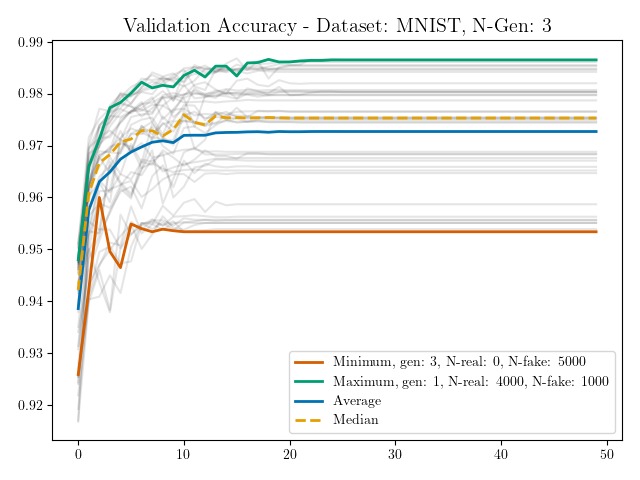 Validation Accuracy - Dataset: MNIST, N-Gen: 3
0.99
0.98
0.97
0.96
0.95
0.94
0.93
0.92
Minimum, gen: 3, N-real: 0, N-fake: 5000
Maximum, gen: 1, N-real: 4000, N-fake: 1000
Average
Median
0 10 20 30 40 50